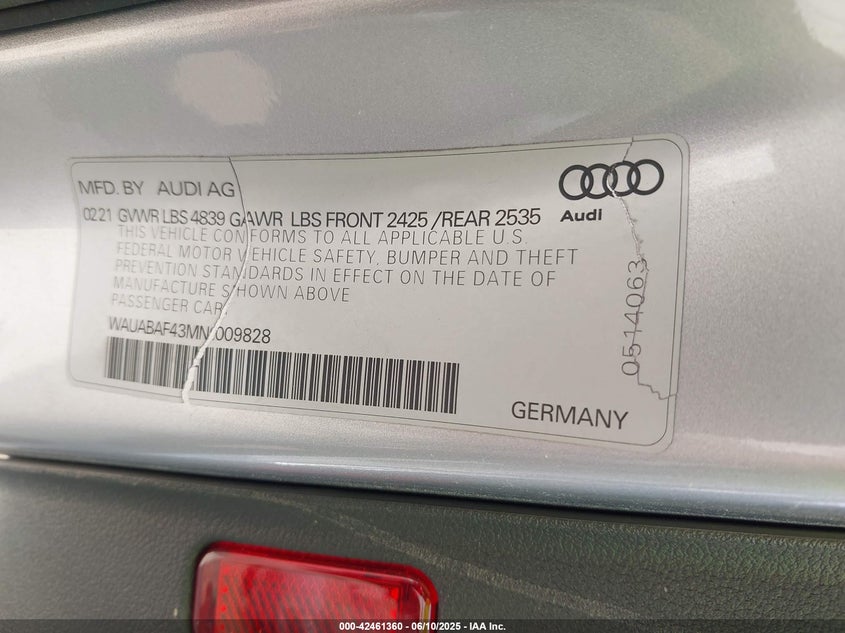 MFD. BY AUDI AG
02 21 GVWR LBS 4839 GAWR LBS FRONT 2425 /REAR 2535
THIS VEHICLE CONFORMS TO ALL APPLICABLE U.S.
FEDERAL MOTOR VEHICLE SAFETY, BUMPER AND THEFT
PREVENTION STANDARDS IN EFFECT ON THE DATE OF
MANUFACTURE SHOWN ABOVE
PASSENGER CAR
Audi
0514063
GERMANY
000-42461360 - 06/10/2025 - IAA Inc.